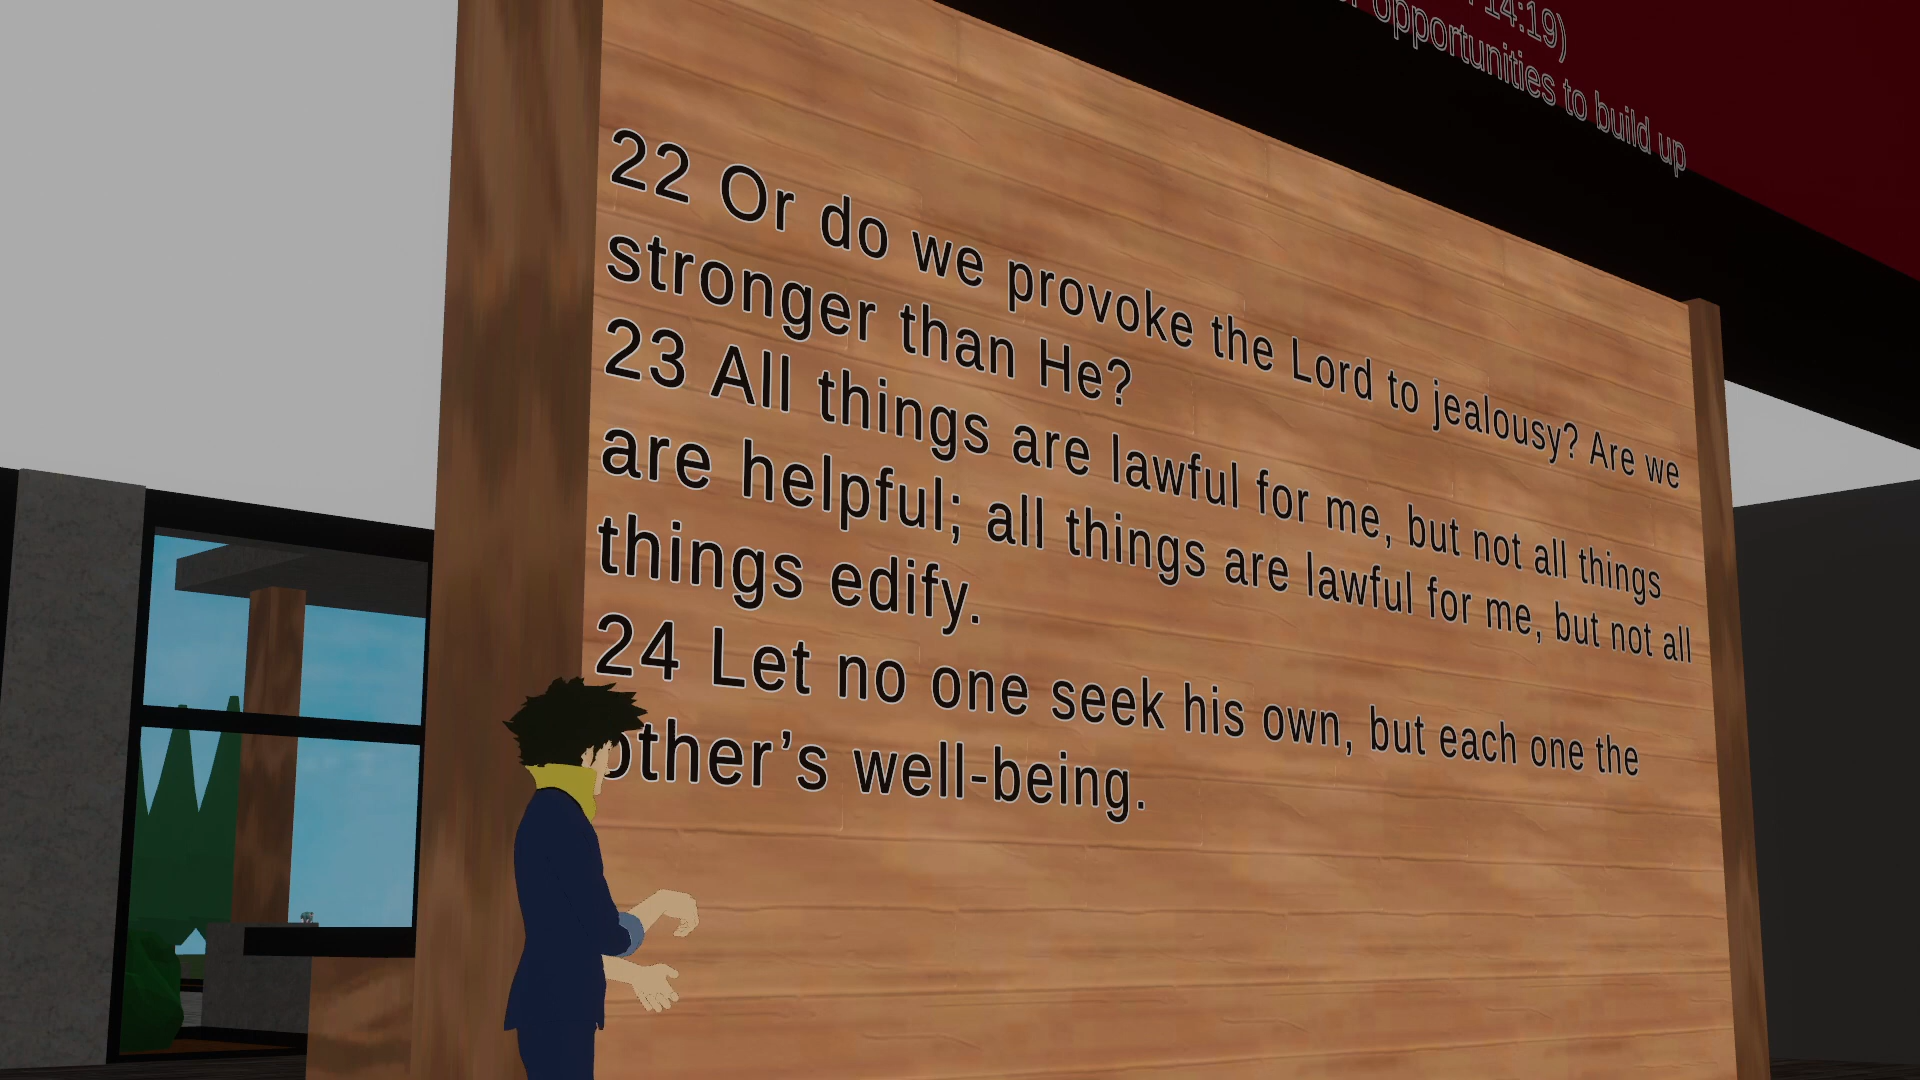 14:19)
opportunities to build up
22 Or do we provoke the Lord to jealousy? Are we
stronger than He?
23 All things are lawful for me, but not all things
are helpful; all things are lawful for me, but not all
things edify.
24 Let no one seek his own, but each one the
other’s well-being.